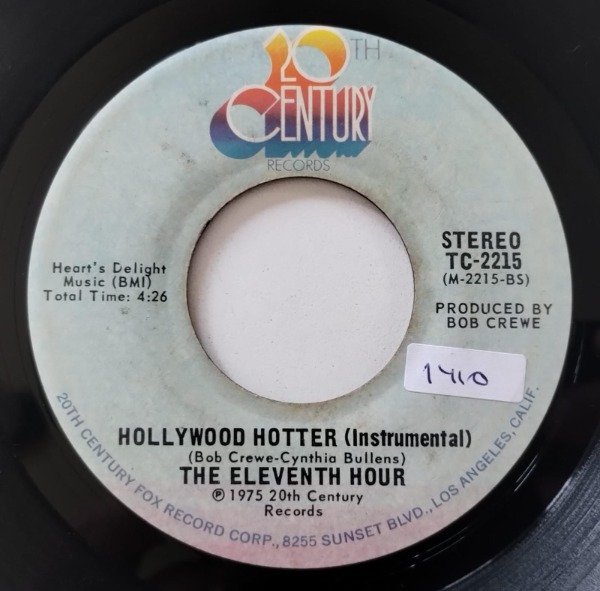 20TH
CENTURY
RECORDS
Heart's Delight
Music (BMI)
Total Time: 4:26
STEREO
TC-2215
(M-2215-BS)
PRODUCED BY
BOB CREWE
1410
HOLLYWOOD HOTTER (Instrumental)
(Bob Crewe-Cynthia Bullens)
THE ELEVENTH HOUR
℗ 1975 20th Century
Records
20TH CENTURY FOX RECORD CORP., 8255 SUNSET BLVD., LOS ANGELES, CALIF.